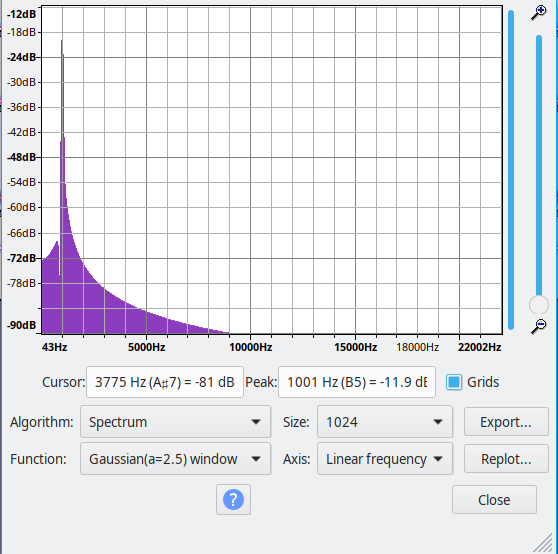 -12dB
-18dB
-24dB
-30dB
-36dB
-42dB
-48dB
-54dB
-60dB
-66dB
-72dB
-78dB
-90dB
43Hz 5000Hz 10000Hz 15000Hz 18000Hz 22002Hz
Cursor: 3775 Hz (A♯7) = -81 dB Peak: 1001 Hz (B5) = -11.9 dB Grids
Algorithm: Spectrum Size: 1024 Export...
Function: Gaussian(a=2.5) window Axis: Linear frequency Replot...
? Close